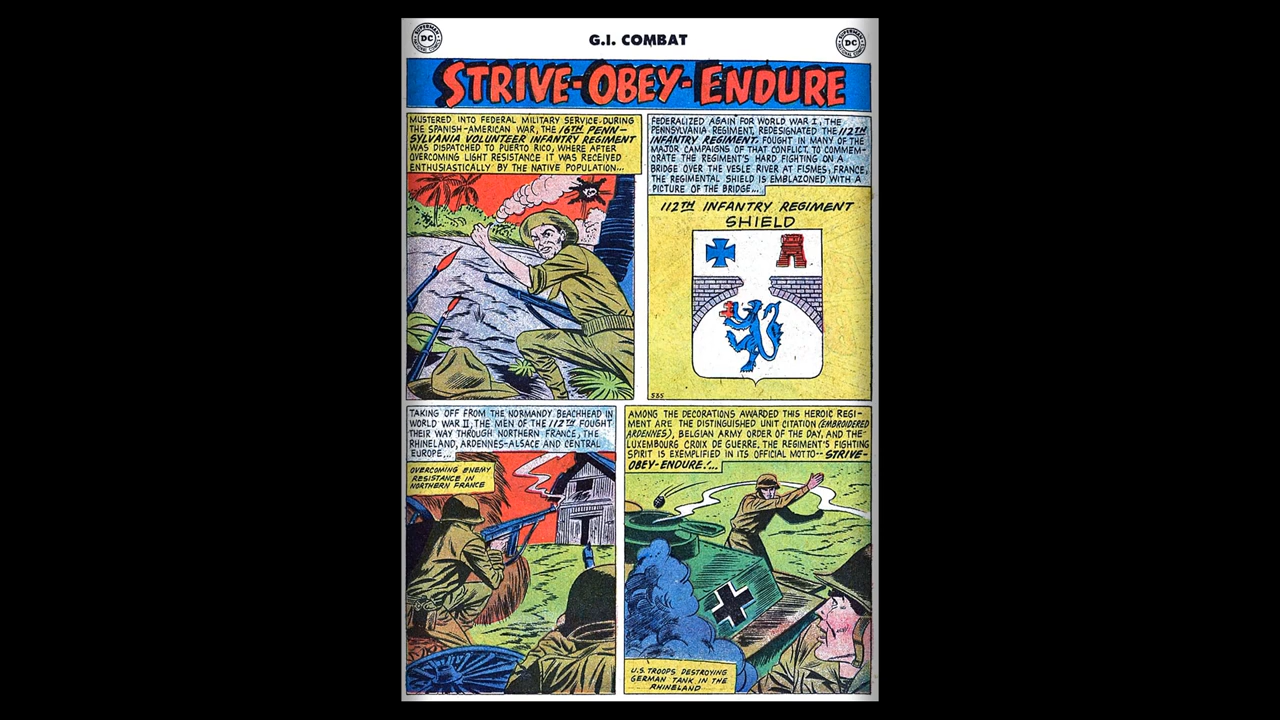 SUPERMAN
DC
NATIONAL COMICS
G.I. COMBAT
SUPERMAN
DC
NATIONAL COMICS
STRIVE-OBEY-ENDURE
MUSTERED INTO FEDERAL MILITARY SERVICE DURING
THE SPANISH-AMERICAN WAR, THE 16TH PENN-
SYLVANIA VOLUNTEER INFANTRY REGIMENT
WAS DISPATCHED TO PUERTO RICO, WHERE AFTER
OVERCOMING LIGHT RESISTANCE IT WAS RECEIVED
ENTHUSIASTICALLY BY THE NATIVE POPULATION...
FEDERALIZED AGAIN FOR WORLD WAR I, THE
PENNSYLVANIA REGIMENT, REDESIGNATED THE 112TH
INFANTRY REGIMENT, FOUGHT IN MANY OF THE
MAJOR CAMPAIGNS OF THAT CONFLICT. TO COMMEM-
ORATE THE REGIMENT'S HARD FIGHTING ON A
BRIDGE OVER THE VESLE RIVER AT FISMES, FRANCE,
THE REGIMENTAL SHIELD IS EMBLAZONED WITH A
PICTURE OF THE BRIDGE...
112TH INFANTRY REGIMENT
SHIELD
535
TAKING OFF FROM THE NORMANDY BEACHHEAD IN
WORLD WAR II, THE MEN OF THE 112TH FOUGHT
THEIR WAY THROUGH NORTHERN FRANCE, THE
RHINELAND, ARDENNES-ALSACE AND CENTRAL
EUROPE...
OVERCOMING ENEMY
RESISTANCE IN
NORTHERN FRANCE
AMONG THE DECORATIONS AWARDED THIS HEROIC REGI-
MENT ARE THE DISTINGUISHED UNIT CITATION (EMBROIDERED
ARDENNES), BELGIAN ARMY ORDER OF THE DAY, AND THE
LUXEMBOURG CROIX DE GUERRE. THE REGIMENT'S FIGHTING
SPIRIT IS EXEMPLIFIED IN ITS OFFICIAL MOTTO-- STRIVE-
OBEY-ENDURE!...
U.S. TROOPS DESTROYING
GERMAN TANK IN THE
RHINELAND